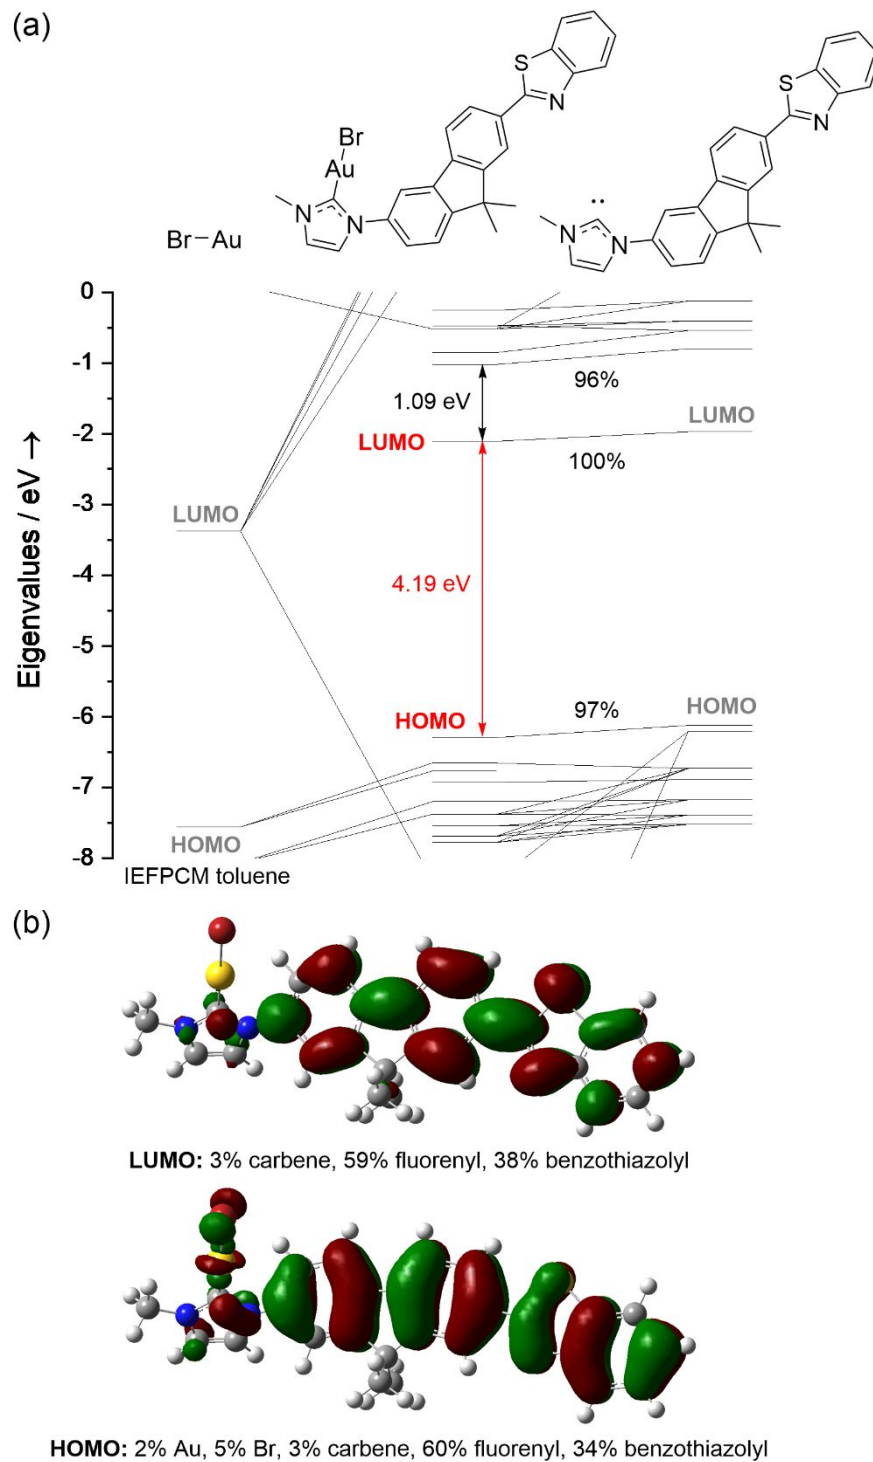 (a)
S
N
Br
Au
N
N
Br–Au
S
N
N
N
0
-1
-2
-3
-4
-5
-6
-7
-8
Eigenvalues / eV →
96%
1.09 eV
LUMO
LUMO
100%
LUMO
4.19 eV
97%
HOMO
HOMO
HOMO
IEFPCM toluene
(b)
LUMO: 3% carbene, 59% fluorenyl, 38% benzothiazolyl
HOMO: 2% Au, 5% Br, 3% carbene, 60% fluorenyl, 34% benzothiazolyl